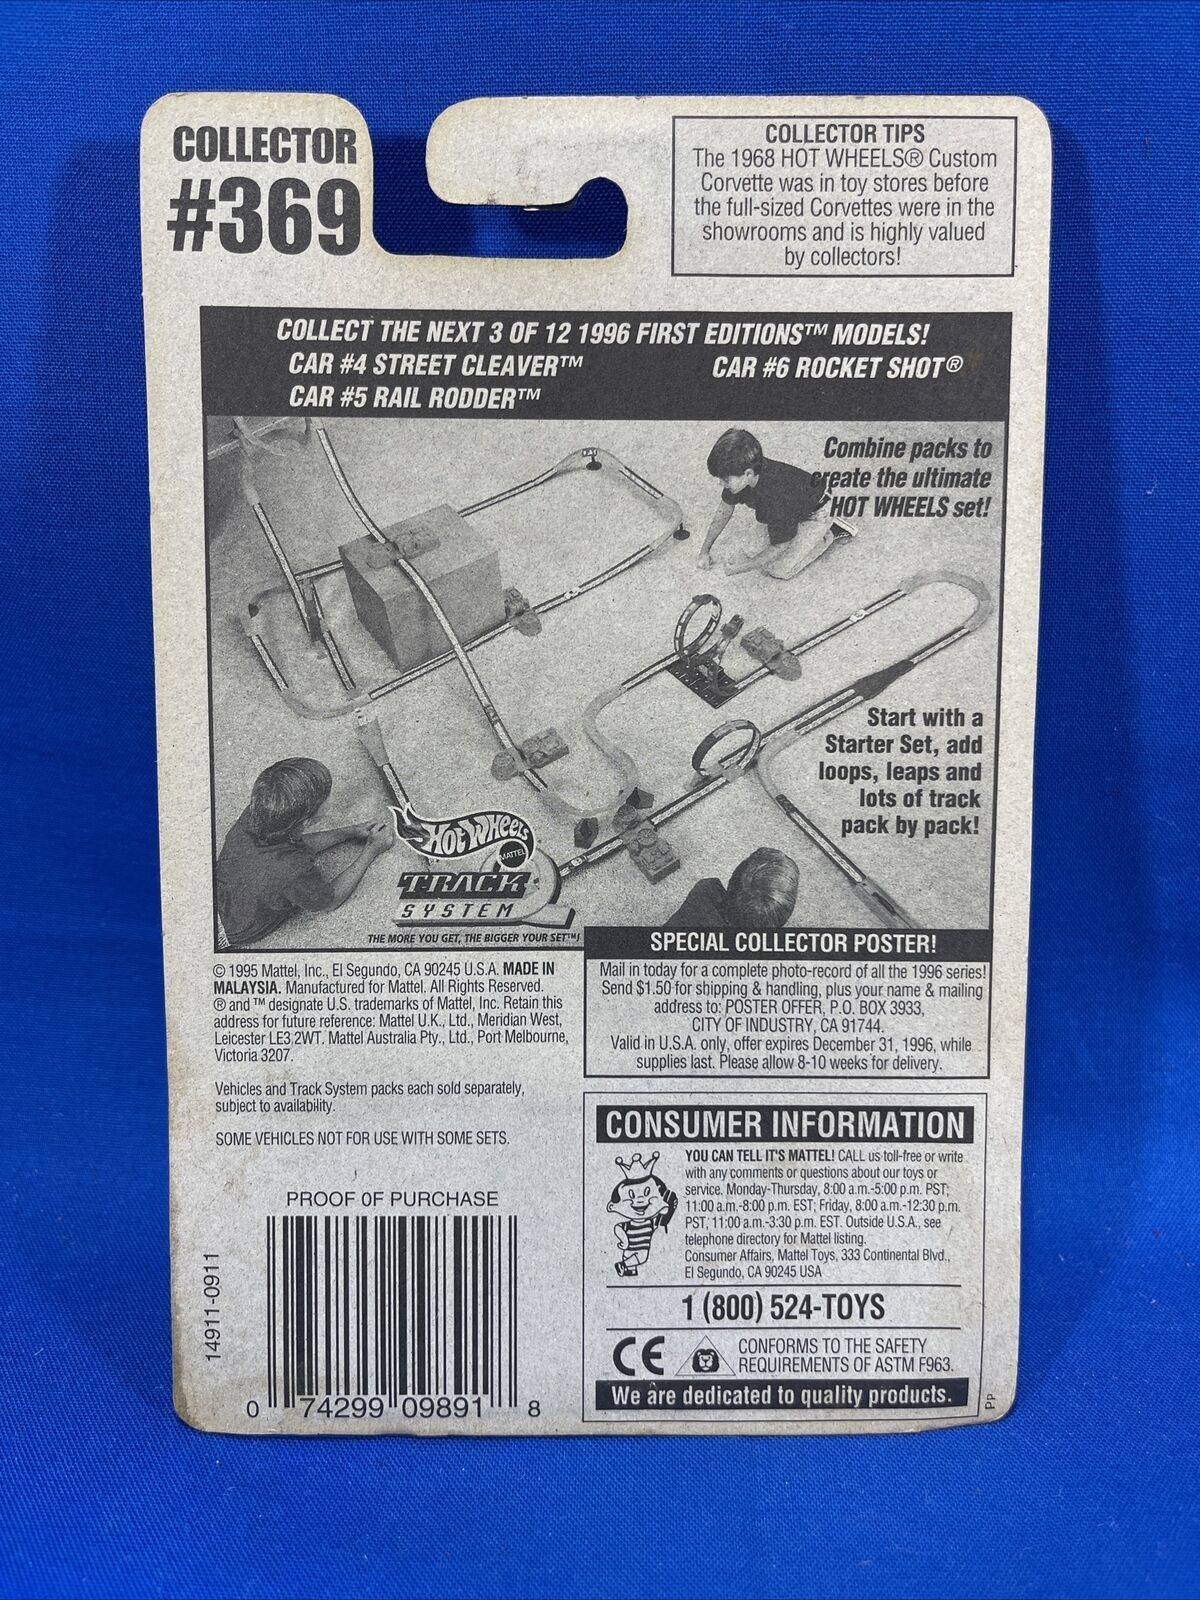 COLLECTOR
#369
COLLECTOR TIPS
The 1968 HOT WHEELS® Custom
Corvette was in toy stores before
the full-sized Corvettes were in the
showrooms and is highly valued
by collectors!
COLLECT THE NEXT 3 OF 12 1996 FIRST EDITIONS™ MODELS!
CAR #4 STREET CLEAVER™
CAR #6 ROCKET SHOT®
CAR #5 RAIL RODDER™
Combine packs to
create the ultimate
HOT WHEELS set!
Start with a
Starter Set, add
loops, leaps and
lots of track
pack by pack!
HOT WHEELS
MATTEL
TRACK
SYSTEM
THE MORE YOU GET, THE BIGGER YOUR SET™!
© 1995 Mattel, Inc., El Segundo, CA 90245 U.S.A. MADE IN
MALAYSIA. Manufactured for Mattel. All Rights Reserved.
® and ™ designate U.S. trademarks of Mattel, Inc. Retain this
address for future reference: Mattel U.K., Ltd., Meridian West,
Leicester LE3 2WT. Mattel Australia Pty., Ltd., Port Melbourne,
Victoria 3207.
Vehicles and Track System packs each sold separately,
subject to availability.
SOME VEHICLES NOT FOR USE WITH SOME SETS.
SPECIAL COLLECTOR POSTER!
Mail in today for a complete photo-record of all the 1996 series!
Send $1.50 for shipping & handling, plus your name & mailing
address to: POSTER OFFER, P.O. BOX 3933,
CITY OF INDUSTRY, CA 91744.
Valid in U.S.A. only, offer expires December 31, 1996, while
supplies last. Please allow 8-10 weeks for delivery.
PROOF OF PURCHASE
14911-0911
0 74299 09891 8
CONSUMER INFORMATION
YOU CAN TELL IT'S MATTEL! CALL us toll-free or write
with any comments or questions about our toys or
service. Monday-Thursday, 8:00 a.m.-5:00 p.m. PST;
11:00 a.m.-8:00 p.m. EST; Friday, 8:00 a.m.-12:30 p.m.
PST, 11:00 a.m.-3:30 p.m. EST. Outside U.S.A., see
telephone directory for Mattel listing.
Consumer Affairs, Mattel Toys, 333 Continental Blvd.,
El Segundo, CA 90245 USA
1 (800) 524-TOYS
CE
CONFORMS TO THE SAFETY
REQUIREMENTS OF ASTM F963.
We are dedicated to quality products.
PP